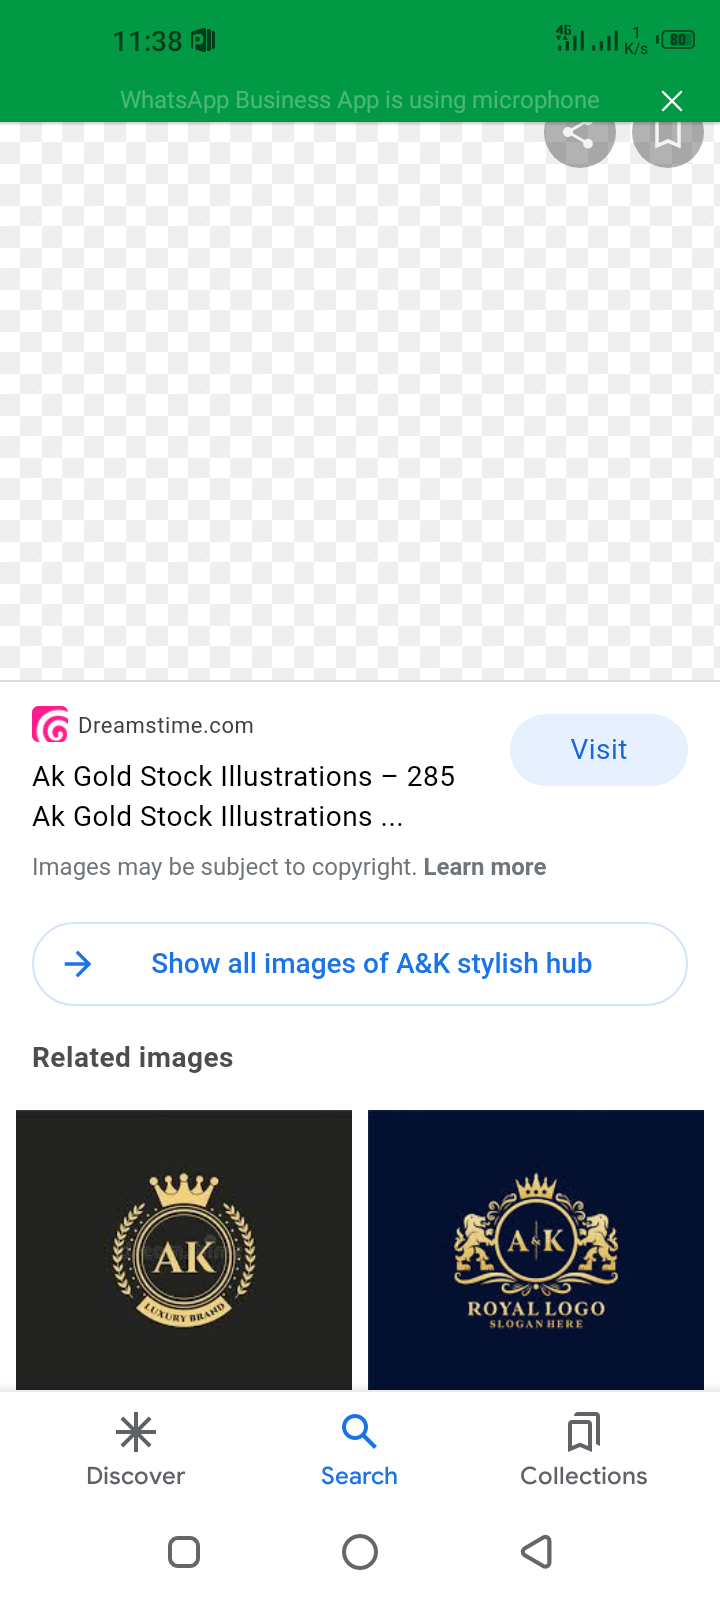 11:38
4G
1
K/s
80
WhatsApp Business App is using microphone
Dreamstime.com
Visit
Ak Gold Stock Illustrations – 285
Ak Gold Stock Illustrations ...
Images may be subject to copyright. Learn more
Show all images of A&K stylish hub
Related images
AK
LUXURY BRAND
A&K
ROYAL LOGO
SLOGAN HERE
Discover
Search
Collections